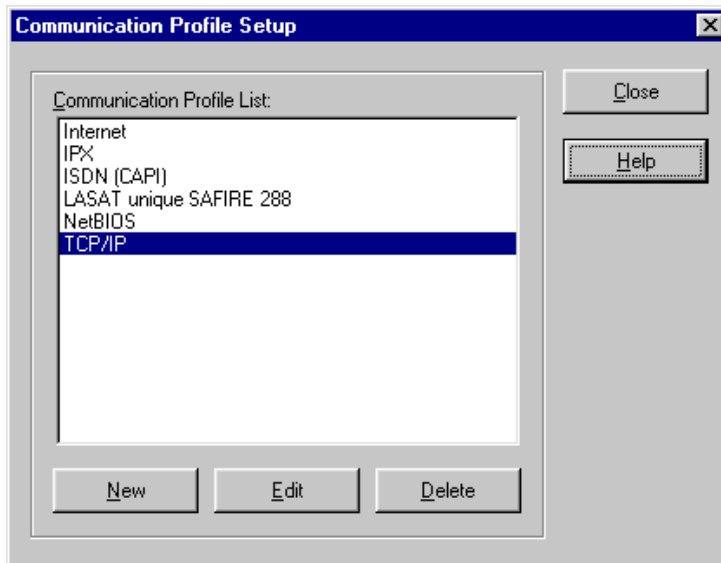 Communication Profile Setup
Communication Profile List:
Internet
IPX
ISDN (CAPI)
LASAT unique SAFIRE 288
NetBIOS
TCP/IP
New
Edit
Delete
Close
Help